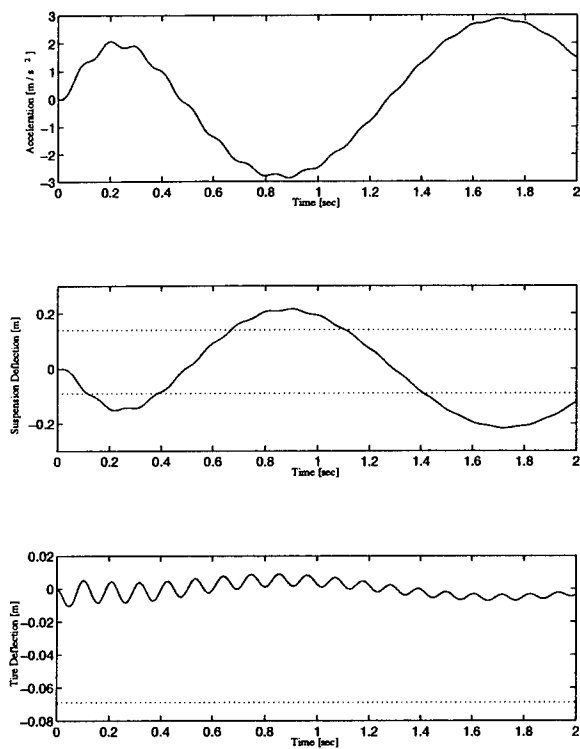 3
2
1
0
−1
−2
−3
Acceleration [m / s ^2 ]
0 0.2 0.4 0.6 0.8 1 1.2 1.4 1.6 1.8 2
Time [sec]
0.2
0
−0.2
Suspension Deflection [m]
0 0.2 0.4 0.6 0.8 1 1.2 1.4 1.6 1.8 2
Time [sec]
0.02
0
−0.02
−0.04
−0.06
−0.08
Tire Deflection [m]
0 0.2 0.4 0.6 0.8 1 1.2 1.4 1.6 1.8 2
Time [sec]